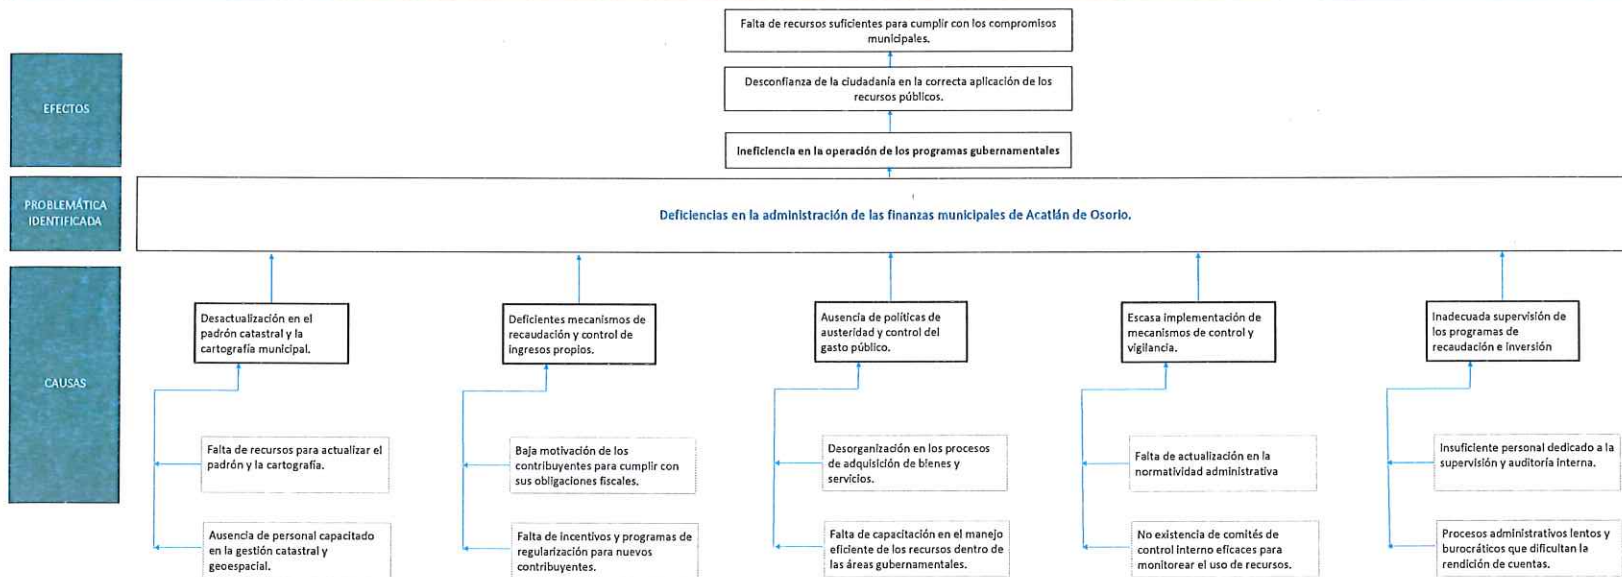 Falta de recursos suficientes para cumplir con los compromisos
municipales.
EFECTOS
Desconfianza de la ciudadanía en la correcta aplicación de los
recursos públicos.
Ineficiencia en la operación de los programas gubernamentales
PROBLEMÁTICA
IDENTIFICADA
Deficiencias en la administración de las finanzas municipales de Acatlán de Osorio.
CAUSAS
Desactualización en el
padrón catastral y la
cartografía municipal.
Deficientes mecanismos de
recaudación y control de
ingresos propios.
Ausencia de políticas de
austeridad y control del
gasto público.
Escasa implementación de
mecanismos de control y
vigilancia.
Inadecuada supervisión de
los programas de
recaudación e inversión
Falta de recursos para actualizar el
padrón y la cartografía.
Baja motivación de los
contribuyentes para cumplir con
sus obligaciones fiscales.
Desorganización en los procesos
de adquisición de bienes y
servicios.
Falta de actualización en la
normatividad administrativa
Insuficiente personal dedicado a la
supervisión y auditoría interna.
Ausencia de personal capacitado
en la gestión catastral y
geoespacial.
Falta de incentivos y programas de
regularización para nuevos
contribuyentes.
Falta de capacitación en el manejo
eficiente de los recursos dentro de
las áreas gubernamentales.
No existencia de comités de
control interno eficaces para
monitorear el uso de recursos.
Procesos administrativos lentos y
burocráticos que dificultan la
rendición de cuentas.